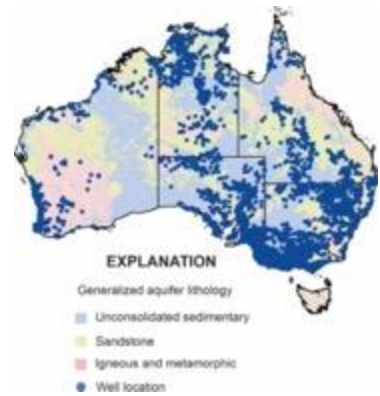 EXPLANATION
Generalized aquifer lithology
Unconsolidated sedimentary
Sandstone
Igneous and metamorphic
Well location